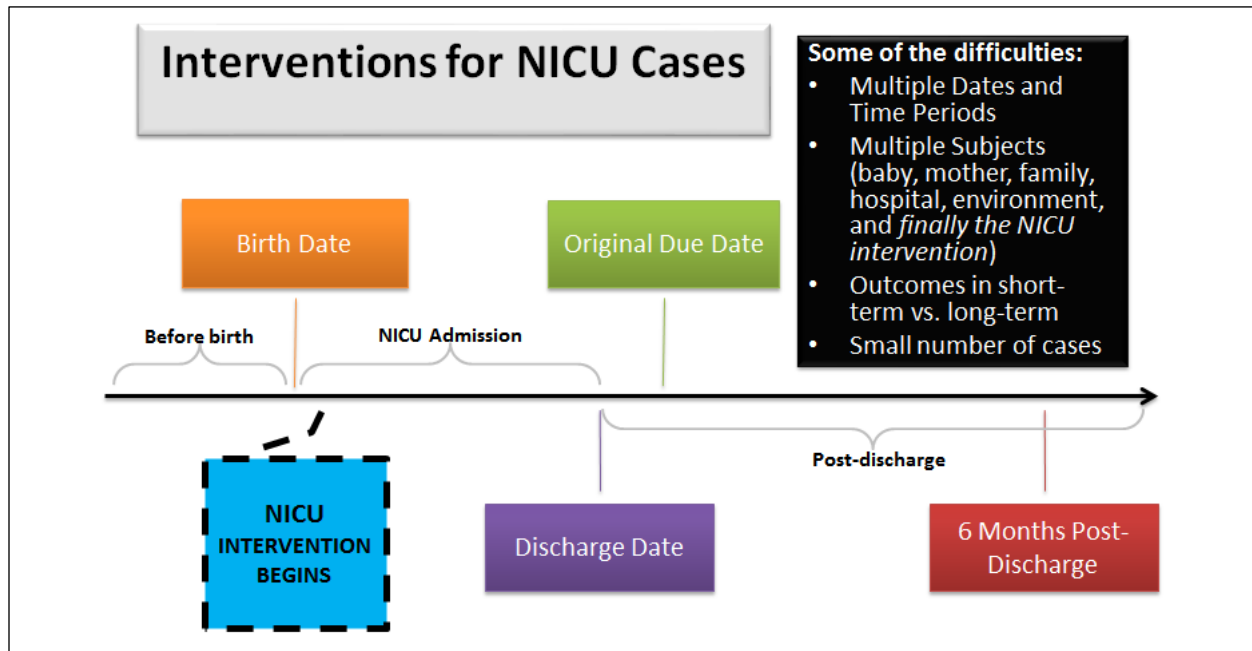 Interventions for NICU Cases
Some of the difficulties:
• Multiple Dates and
Time Periods
• Multiple Subjects
(baby, mother, family,
hospital, environment,
and finally the NICU
intervention)
• Outcomes in short-
term vs. long-term
• Small number of cases
Birth Date
Original Due Date
Before birth
NICU Admission
Post-discharge
NICU
INTERVENTION
BEGINS
Discharge Date
6 Months Post-
Discharge